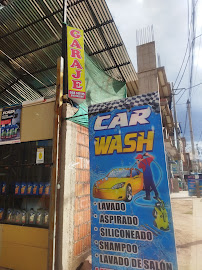 GARAJE
CAR
WASH
LAVADO
ASPIRADO
SILICONEADO
SHAMPOO
LAVADO DE SALÓN